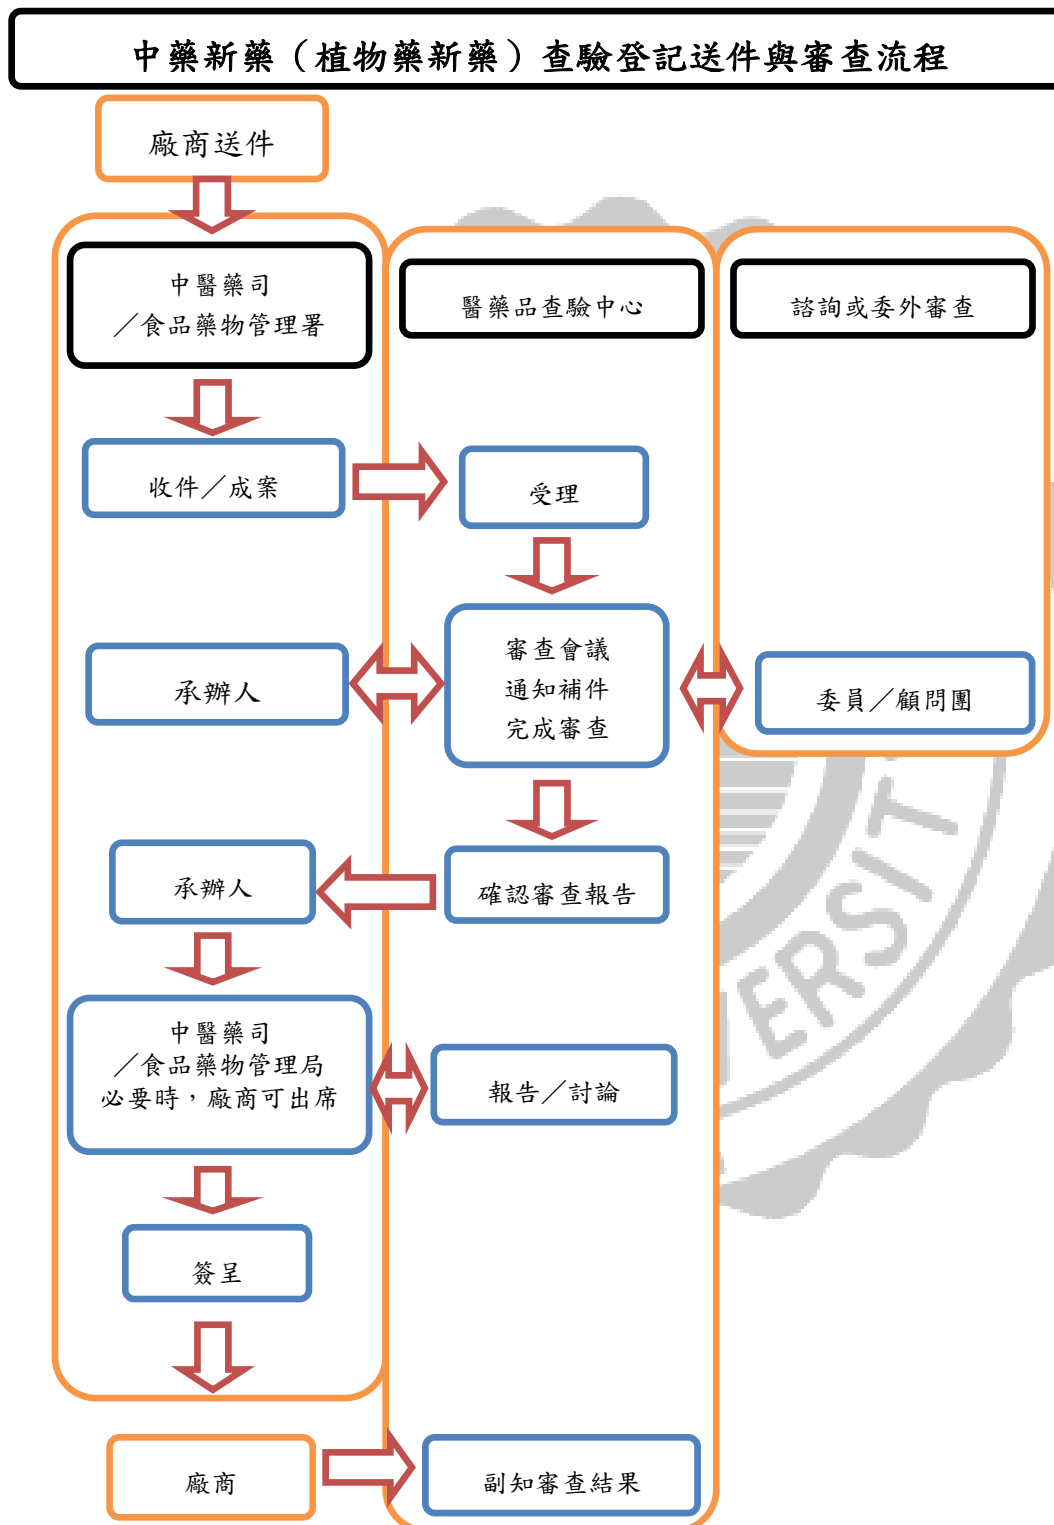 中藥新藥（植物藥新藥）查驗登記送件與審查流程
廠商送件
中醫藥司
／食品藥物管理署
醫藥品查驗中心
諮詢或委外審查
收件／成案
受理
承辦人
審查會議
通知補件
完成審查
委員／顧問團
承辦人
確認審查報告
中醫藥司
／食品藥物管理局
必要時，廠商可出席
報告／討論
簽呈
廠商
副知審查結果
ERSIT